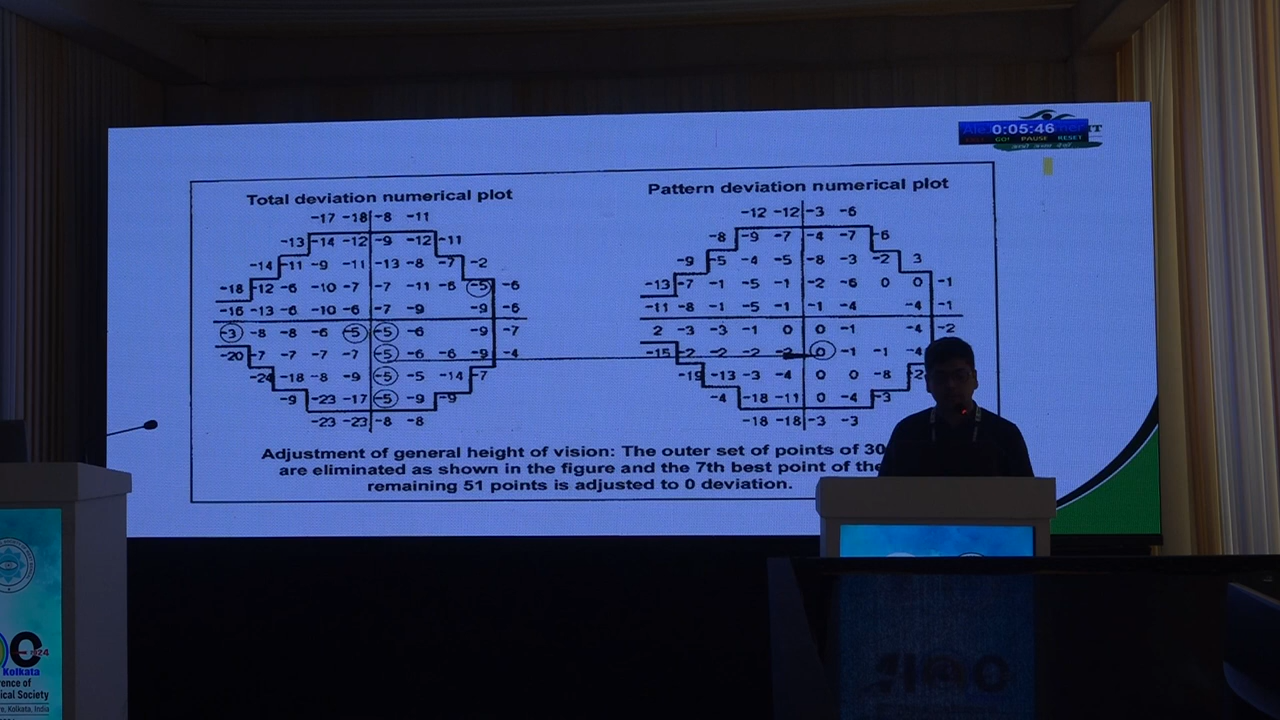 0:05:46
GO! PAUSE RESET
Total deviation numerical plot
Pattern deviation numerical plot
-17 -18 -8 -11
-13 -14 -12 -9 -12 -11
-14 -11 -9 -11 -13 -8 -7 -2
-18 -12 -6 -10 -7 -7 -11 -6 -5 -6
-16 -13 -6 -10 -6 -7 -9 -9 -6
-3 -8 -8 -6 -5 -5 -6 -9 -7
-20 -7 -7 -7 -7 -5 -6 -6 -9 -4
-24 -18 -8 -9 -5 -5 -14 -7
-9 -23 -17 -5 -9 -9
-23 -23 -8 -8
-12 -12 -3 -6
-8 -9 -7 -4 -7 -6
-9 -5 -4 -5 -8 -3 -2 3
-13 -7 -1 -5 -1 -2 -6 0 0 -1
-11 -8 -1 -5 -1 -1 -4 -4 -1
2 -3 -3 -1 0 0 -1 -4 -2
-15 -2 -2 -2 -2 0 -1 -1 -4
-19 -13 -3 -4 0 0 -8 -2
-4 -18 -11 0 -4 -3
-18 -18 -3 -3
Adjustment of general height of vision: The outer set of points of 30
are eliminated as shown in the figure and the 7th best point of the
remaining 51 points is adjusted to 0 deviation.
Kolkata
rence of
ical Society
e, Kolkata, India